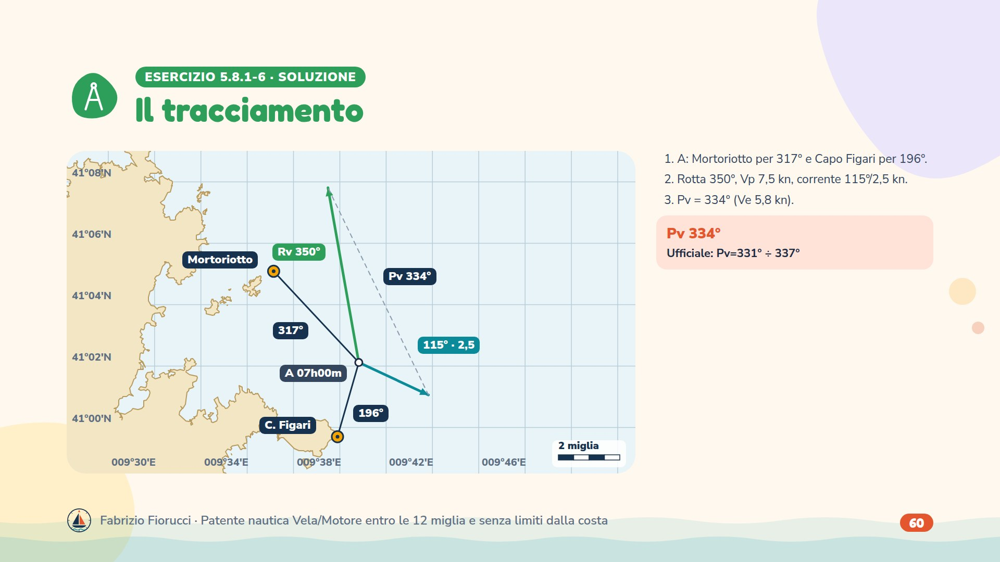 ESERCIZIO 5.8.1-6 · SOLUZIONE
Il tracciamento
41°08'N
41°06'N
41°04'N
41°02'N
41°00'N
009°30'E
009°34'E
009°38'E
009°42'E
009°46'E
Mortoriotto
Rv 350°
Pv 334°
317°
115° · 2,5
A 07h00m
196°
C. Figari
2 miglia
1. A: Mortoriotto per 317° e Capo Figari per 196°.
2. Rotta 350°, Vp 7,5 kn, corrente 115°/2,5 kn.
3. Pv = 334° (Ve 5,8 kn).
Pv 334°
Ufficiale: Pv=331° ÷ 337°
Fabrizio Fiorucci · Patente nautica Vela/Motore entro le 12 miglia e senza limiti dalla costa
60